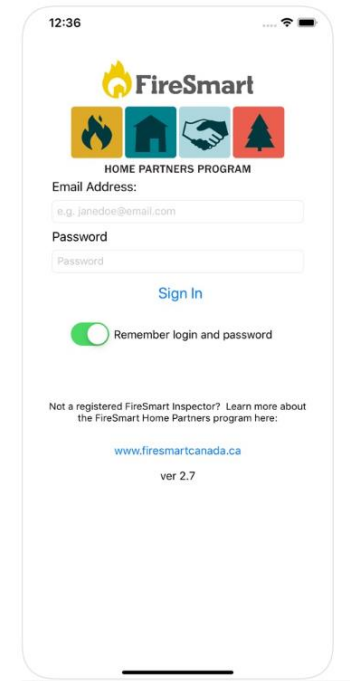 12:36
FireSmart
HOME PARTNERS PROGRAM
Email Address:
e.g. janedoe@email.com
Password
Password
Sign In
Remember login and password
Not a registered FireSmart Inspector? Learn more about
the FireSmart Home Partners program here:
www.firesmartcanada.ca
ver 2.7